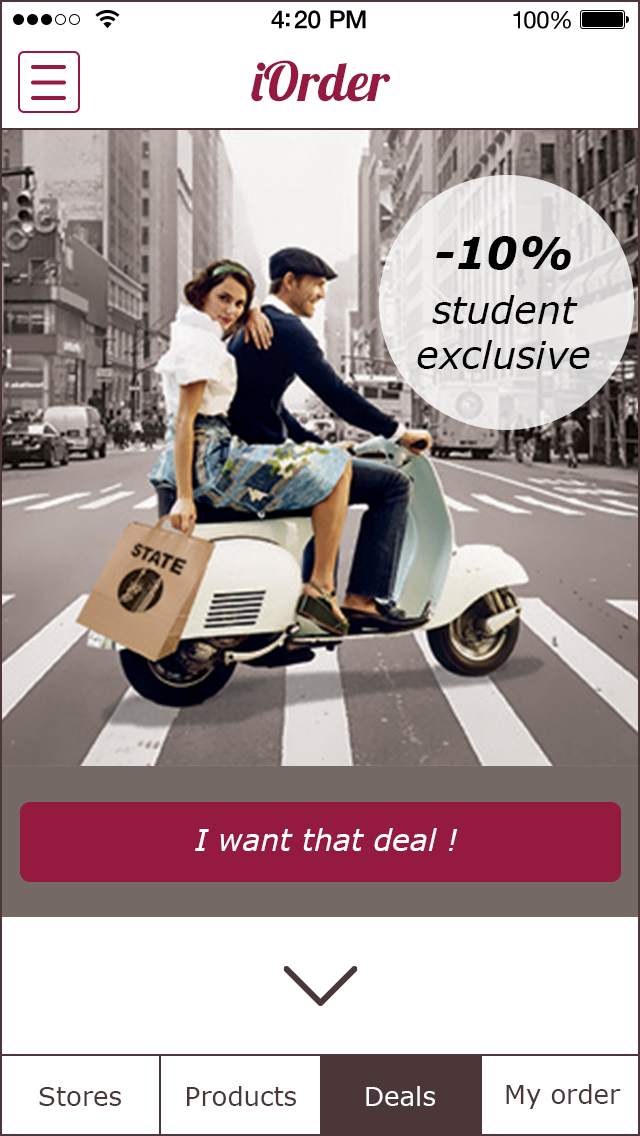 4:20 PM
100%
iOrder
-10%
student
exclusive
STATE
I want that deal !
Stores
Products
Deals
My order